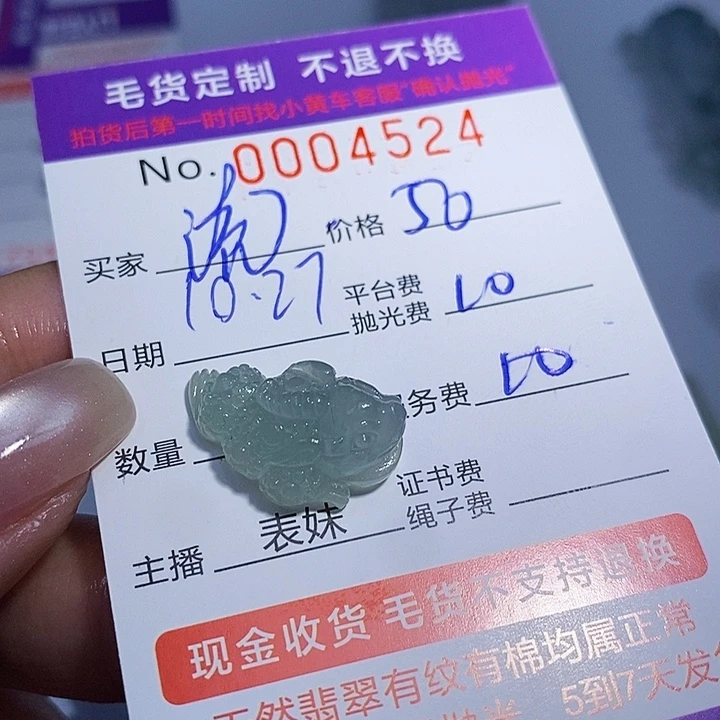 毛货定制 不退不换
拍货后第一时间找小黄车客服“确认抛光”
No. 0004524
买家 价格 50
日期 10.27 平台费
抛光费 10
数量 务费 10
证书费
绳子费
主播 表妹
现金收货 毛货不支持退换
天然翡翠有纹有棉均属正常
抛光 5到7天发